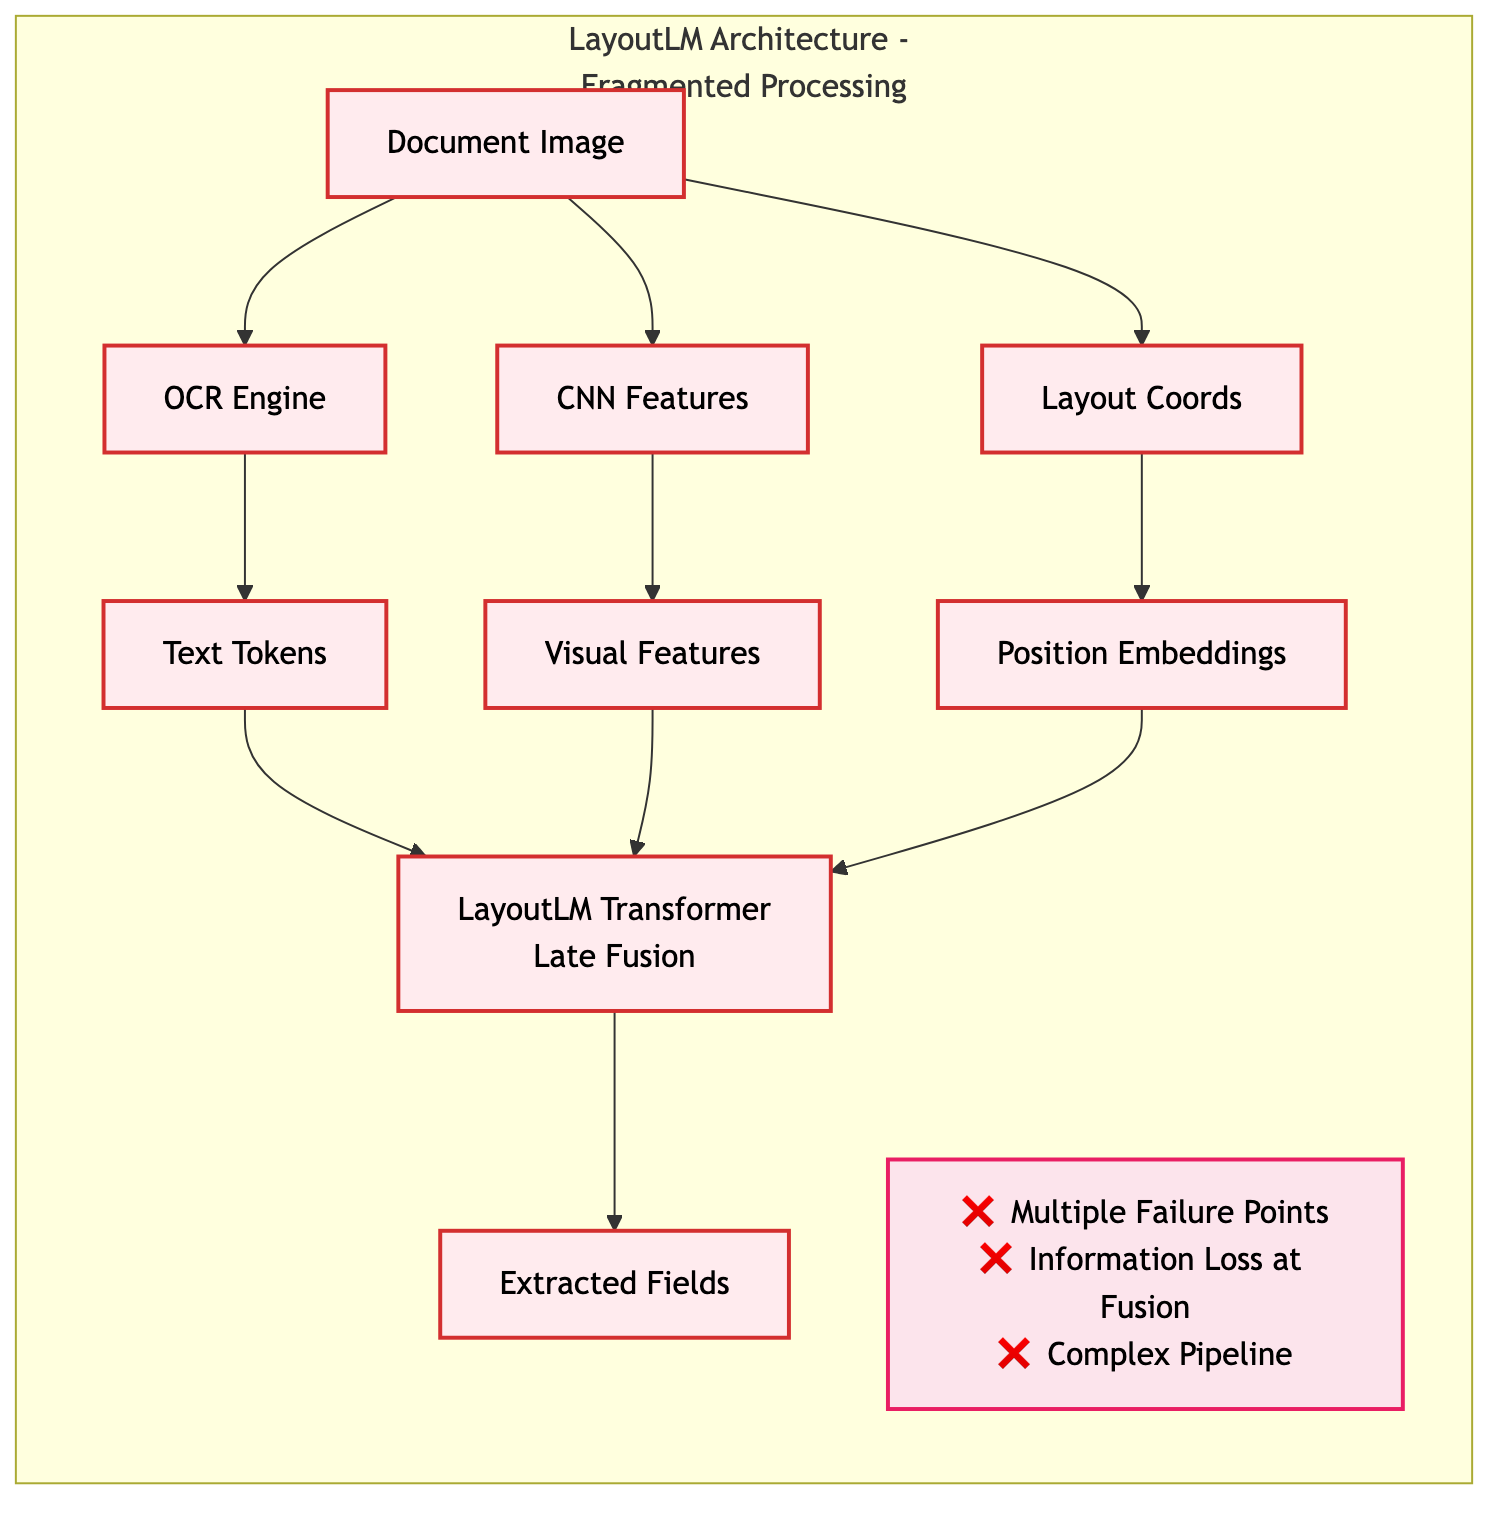 LayoutLM Architecture -
Fragmented Processing
Document Image
OCR Engine
CNN Features
Layout Coords
Text Tokens
Visual Features
Position Embeddings
LayoutLM Transformer
Late Fusion
Extracted Fields
❌ Multiple Failure Points
❌ Information Loss at
Fusion
❌ Complex Pipeline